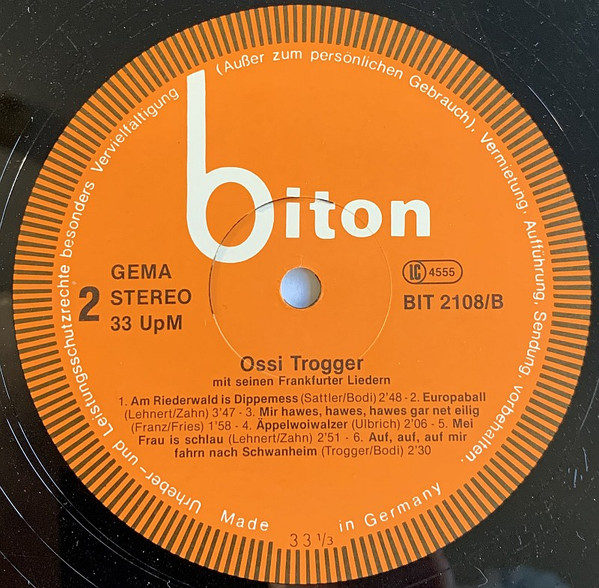 biton
Urheber- und Leistungsschutzrechte besonders Vervielfältigung (Außer zum persönlichen Gebrauch), Vermietung, Aufführung, Sendung, vorbehalten.
GEMA
2 STEREO
33 UpM
LC 4555
BIT 2108/B
Ossi Trogger
mit seinen Frankfurter Liedern
1. Am Riederwald is Dippemess (Sattler/Bodi) 2'48 - 2. Europaball
(Lehnert/Zahn) 3'47 - 3. Mir hawes, hawes, hawes gar net eilig
(Franz/Fries) 1'58 - 4. Äppelwoiwalzer (Ulbrich) 2'06 - 5. Mei
Frau is schlau (Lehnert/Zahn) 2'51 - 6. Auf, auf, auf mir
fahrn nach Schwanheim (Trogger/Bodi) 2'30
Made in Germany
33 1/3